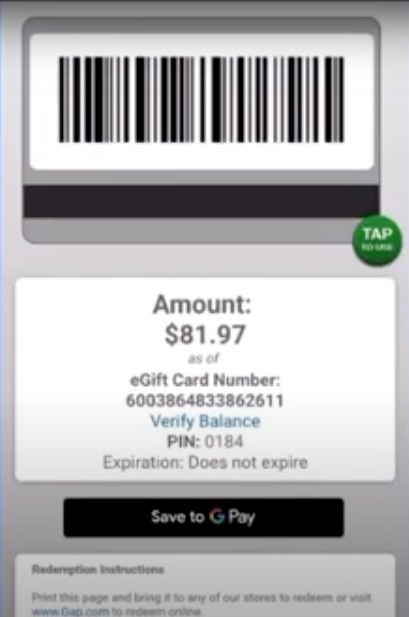 TAP
TO USE
Amount:
$81.97
as of
eGift Card Number:
6003864833862611
Verify Balance
PIN: 0184
Expiration: Does not expire
Save to G Pay
Redemption Instructions
Print this page and bring it to any of our stores to redeem or visit
www.Gap.com to redeem online.